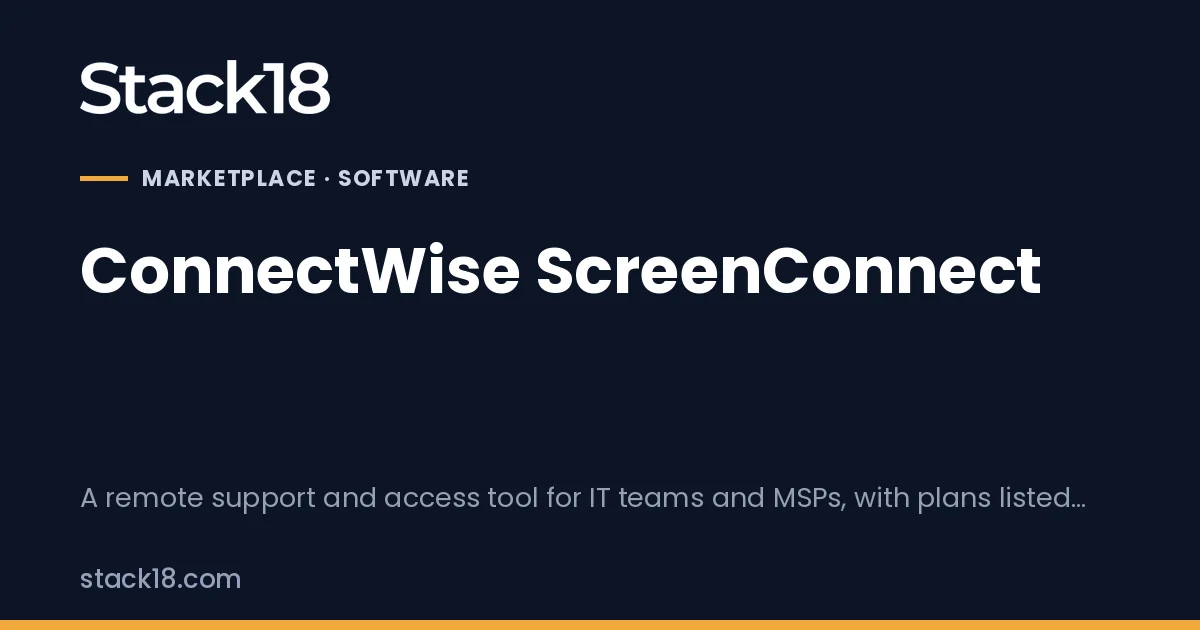 Stack18
MARKETPLACE · SOFTWARE
ConnectWise ScreenConnect
A remote support and access tool for IT teams and MSPs, with plans listed...
stack18.com